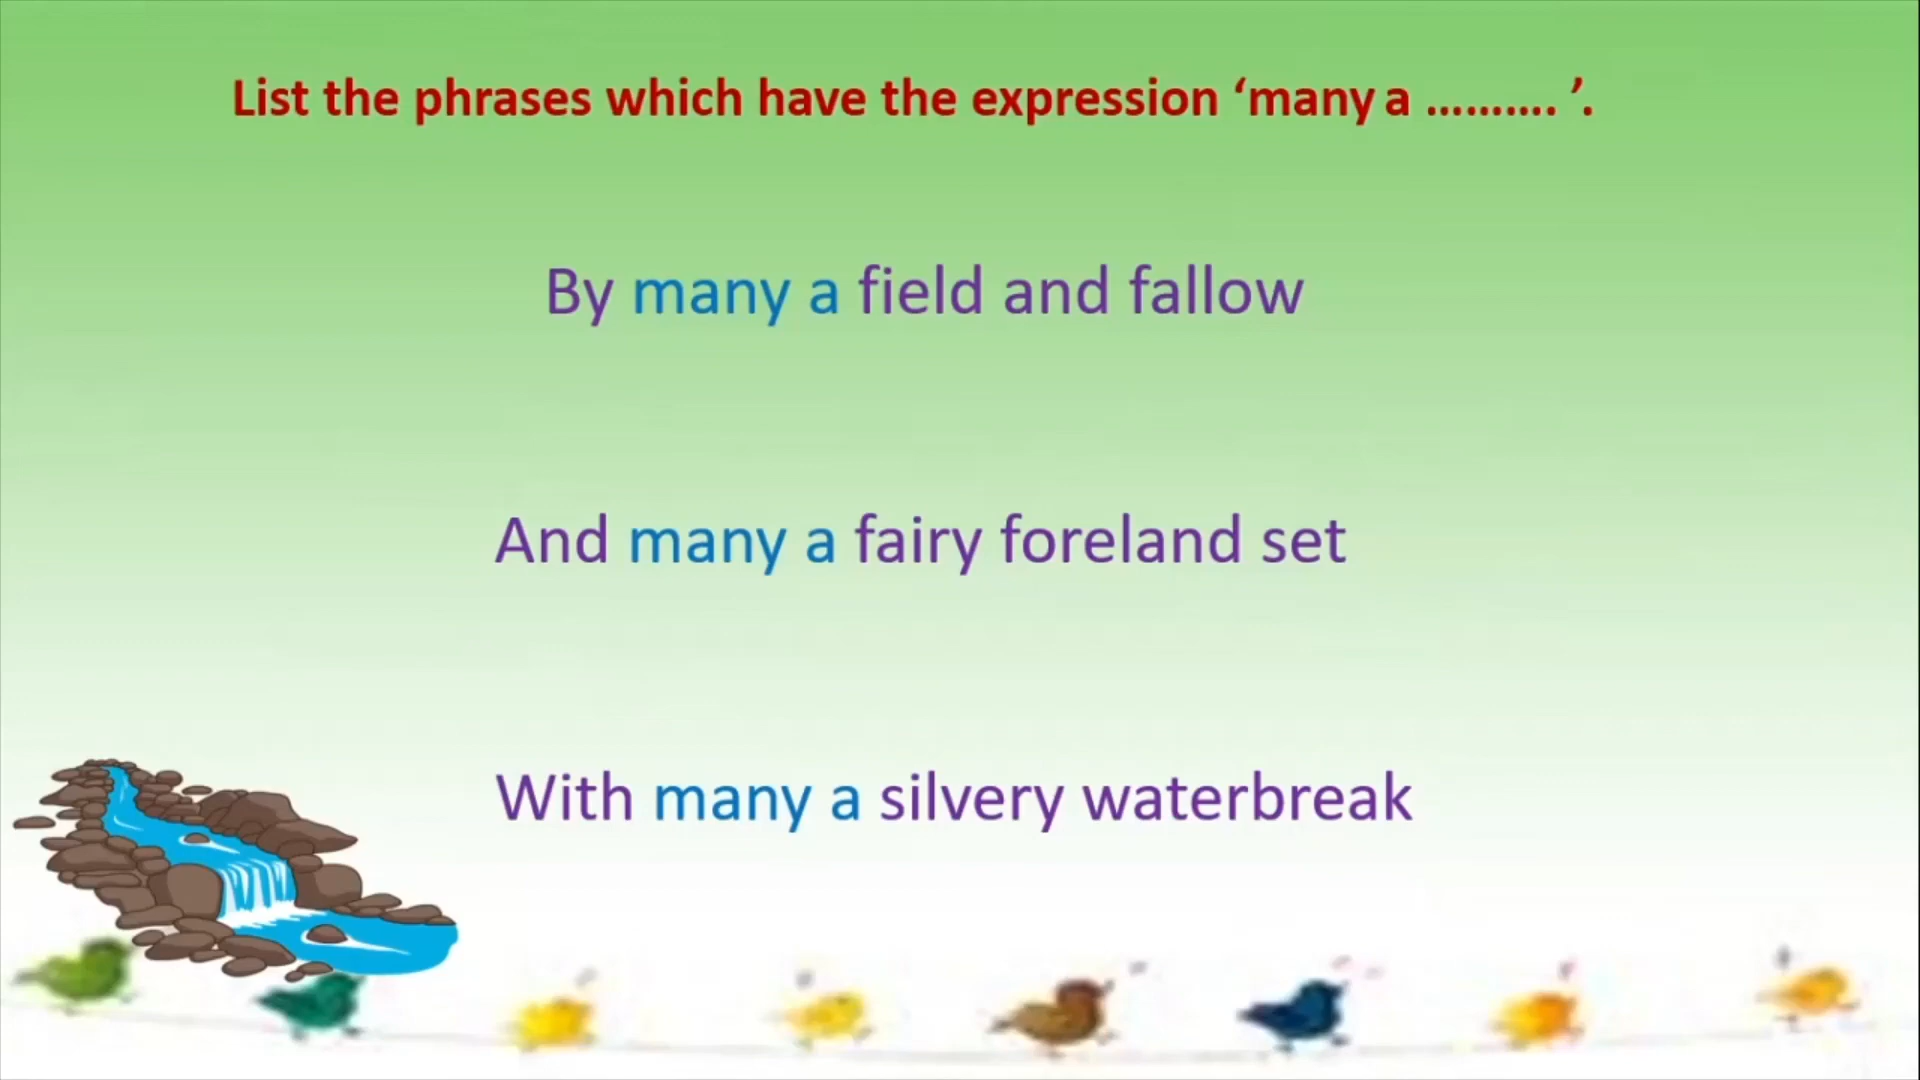 List the phrases which have the expression ‘many a ………. ’.
By many a field and fallow
And many a fairy foreland set
With many a silvery waterbreak